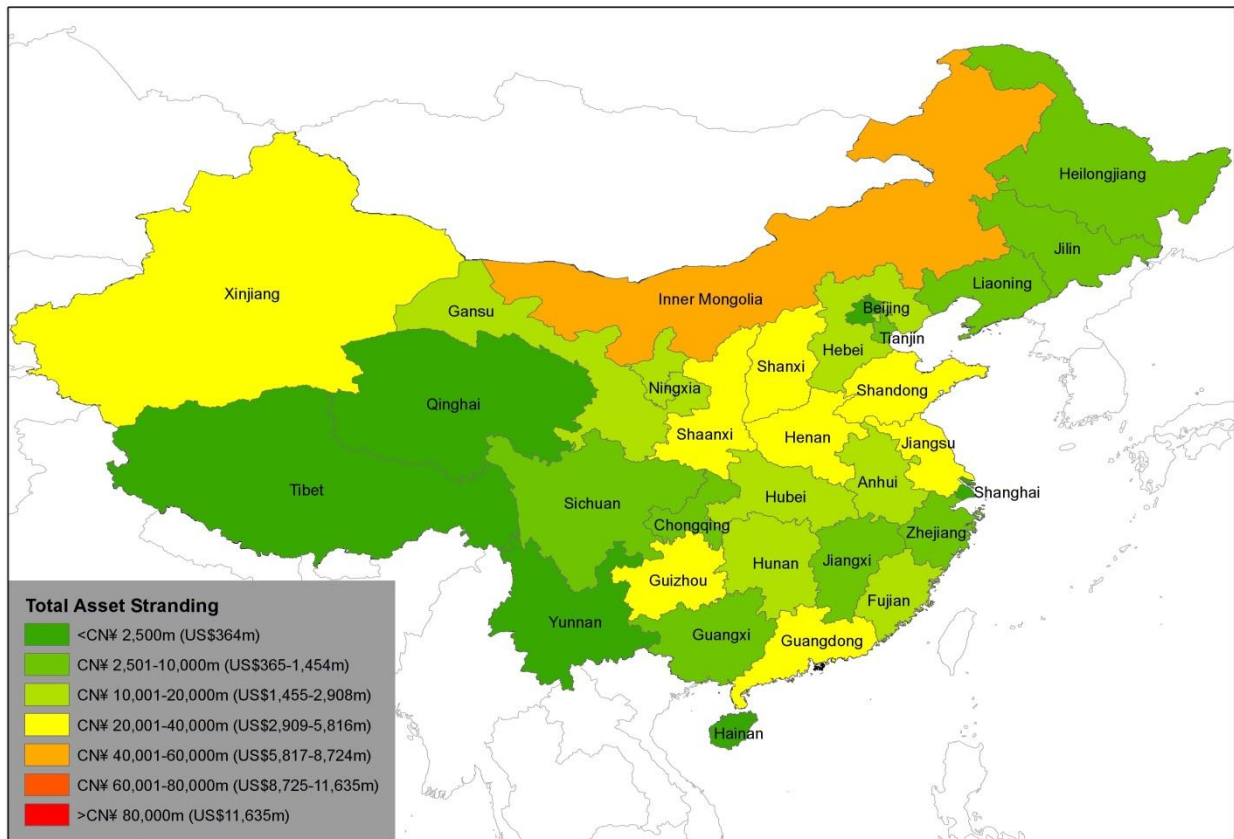 Heilongjiang
Jilin
Liaoning
Xinjiang
Inner Mongolia
Gansu
Beijing
Tianjin
Hebei
Shanxi
Shandong
Ningxia
Qinghai
Shaanxi
Henan
Jiangsu
Tibet
Sichuan
Hubei
Anhui
Shanghai
Chongqing
Zhejiang
Hunan
Jiangxi
Guizhou
Fujian
Yunnan
Guangxi
Guangdong
Hainan
Total Asset Stranding
<CN¥ 2,500m (US$364m)
CN¥ 2,501-10,000m (US$365-1,454m)
CN¥ 10,001-20,000m (US$1,455-2,908m)
CN¥ 20,001-40,000m (US$2,909-5,816m)
CN¥ 40,001-60,000m (US$5,817-8,724m)
CN¥ 60,001-80,000m (US$8,725-11,635m)
>CN¥ 80,000m (US$11,635m)